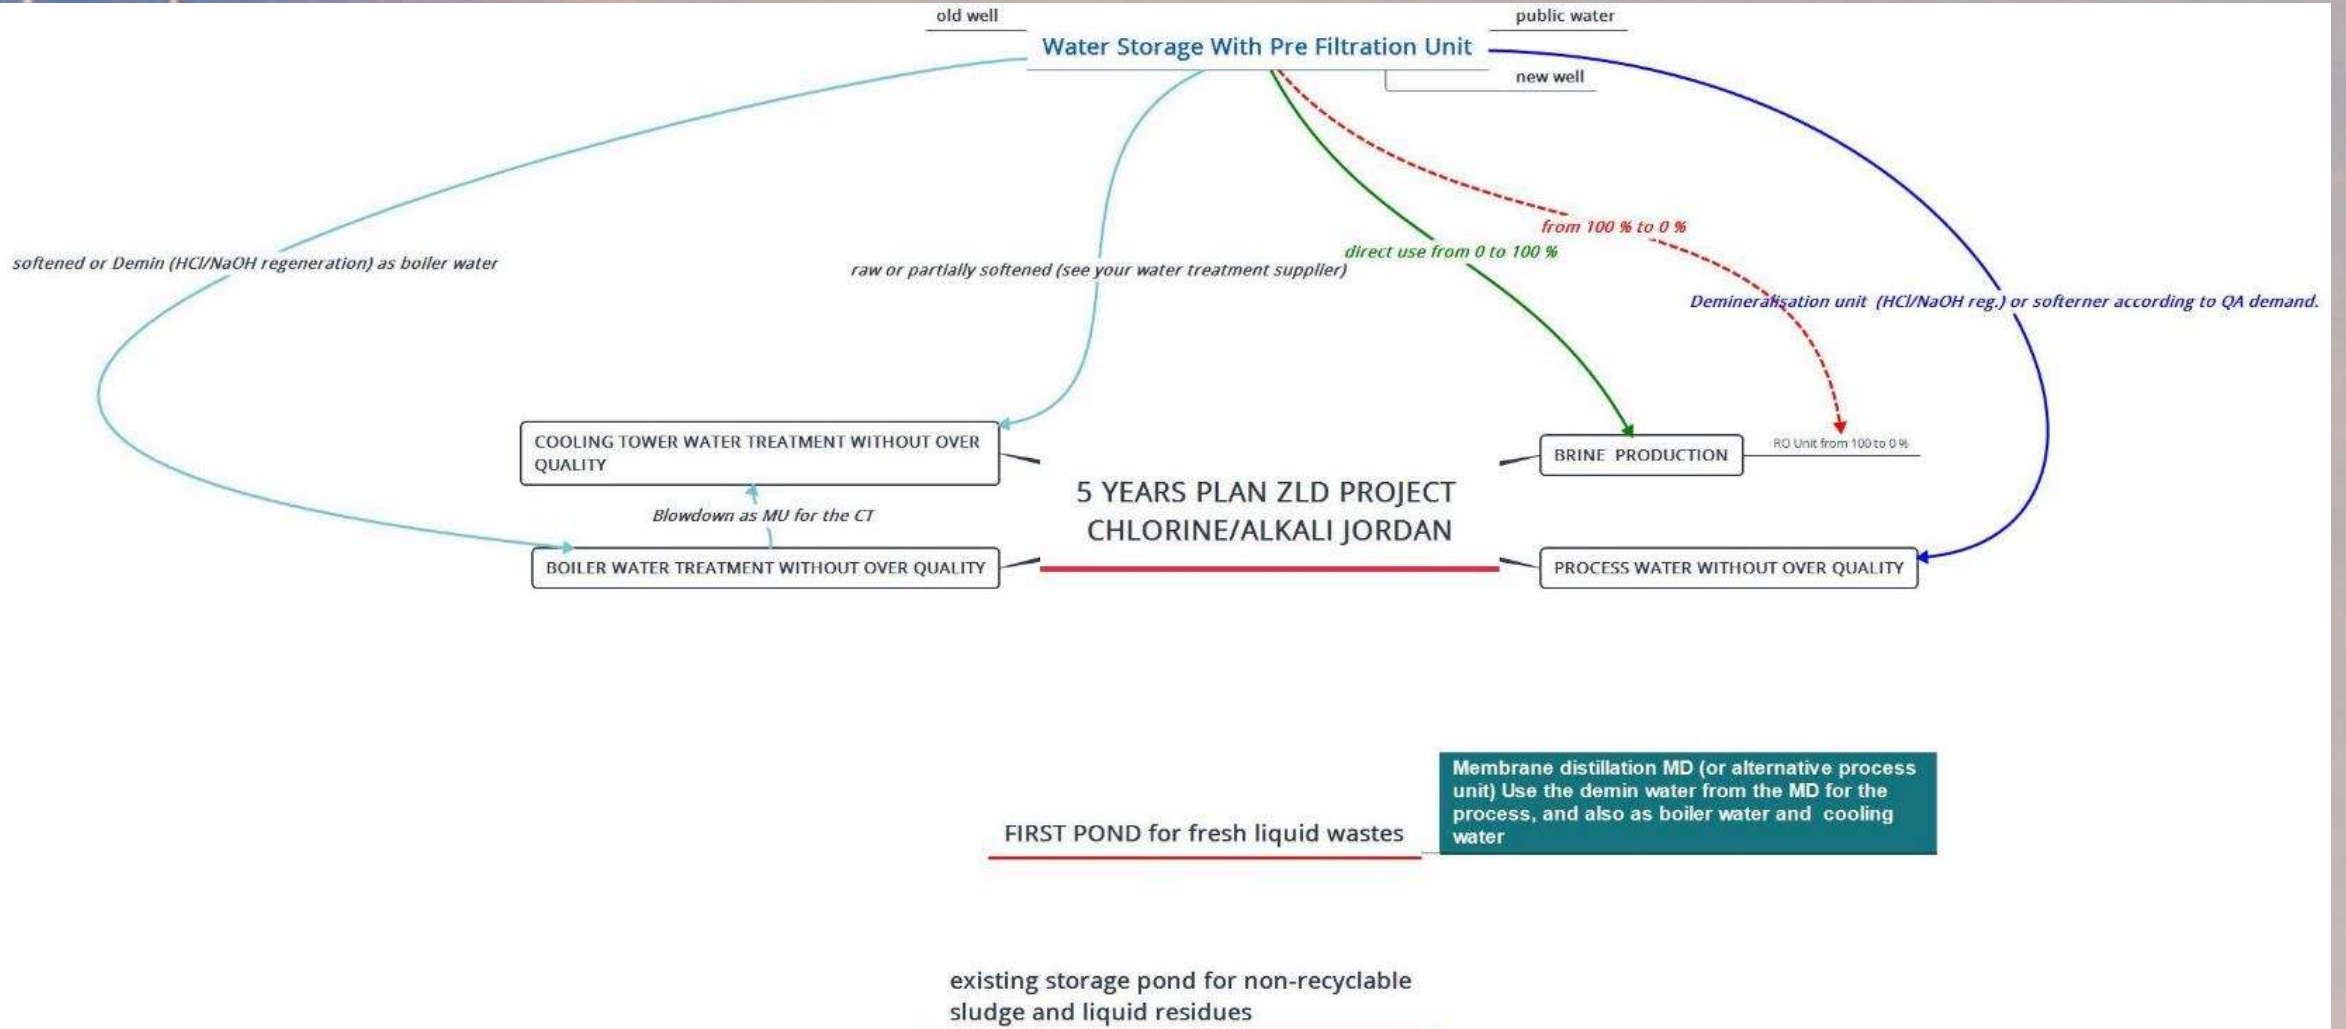 old well
public water
Water Storage With Pre Filtration Unit
new well
from 100 % to 0 %
direct use from 0 to 100 %
softened or Demin (HCl/NaOH regeneration) as boiler water
raw or partially softened (see your water treatment supplier)
Demineralisation unit (HCl/NaOH reg.) or softerner according to QA demand.
COOLING TOWER WATER TREATMENT WITHOUT OVER
QUALITY
BRINE PRODUCTION
RO Unit from 100 to 0 %
5 YEARS PLAN ZLD PROJECT
CHLORINE/ALKALI JORDAN
Blowdown as MU for the CT
BOILER WATER TREATMENT WITHOUT OVER QUALITY
PROCESS WATER WITHOUT OVER QUALITY
FIRST POND for fresh liquid wastes
Membrane distillation MD (or alternative process
unit) Use the demin water from the MD for the
process, and also as boiler water and cooling
water
existing storage pond for non-recyclable
sludge and liquid residues